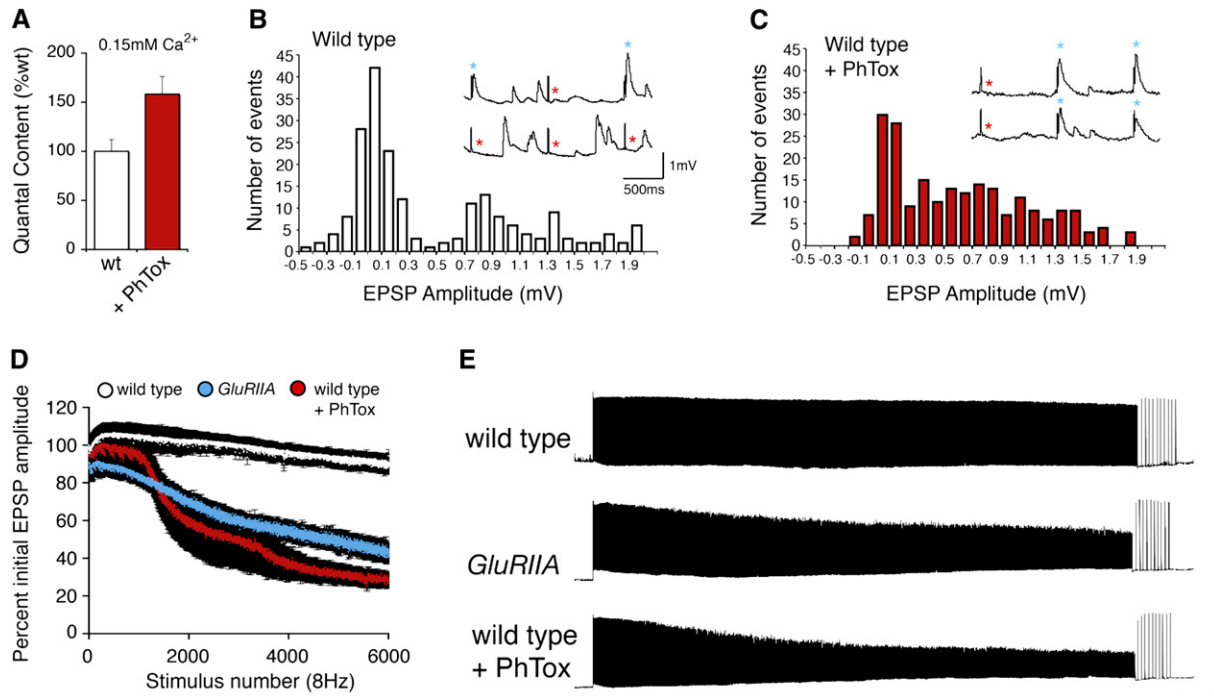 A
0.15mM Ca²⁺
Quantal Content (%wt)
200
150
100
50
0
wt
+ PhTox
B
Wild type
Number of events
45
40
35
30
25
20
15
10
5
0
-0.5 -0.3 -0.1 0.1 0.3 0.5 0.7 0.9 1.1 1.3 1.5 1.7 1.9
EPSP Amplitude (mV)
* * *
* * *
1mV
500ms
C
Wild type
+ PhTox
Number of events
45
40
35
30
25
20
15
10
5
0
-0.5 -0.3 -0.1 0.1 0.3 0.5 0.7 0.9 1.1 1.3 1.5 1.7 1.9
EPSP Amplitude (mV)
* * *
* * *
D
wild type GluRIIA wild type
+ PhTox
Percent initial EPSP amplitude
120
100
80
60
40
20
0
0 2000 4000 6000
Stimulus number (8Hz)
E
wild type
GluRIIA
wild type
+ PhTox